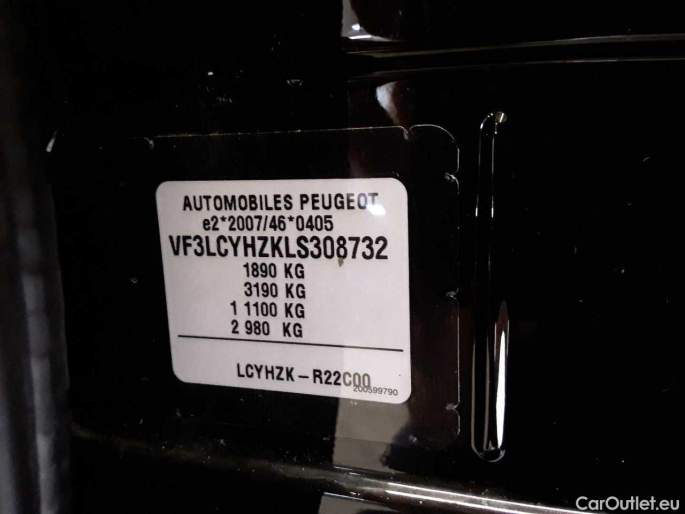 AUTOMOBILES PEUGEOT
e2*2007/46*0405
VF3LCYHZKLS308732
1890 KG
3190 KG
1 1100 KG
2 980 KG
LCYHZK-R22C00
200599790
CarOutlet.eu